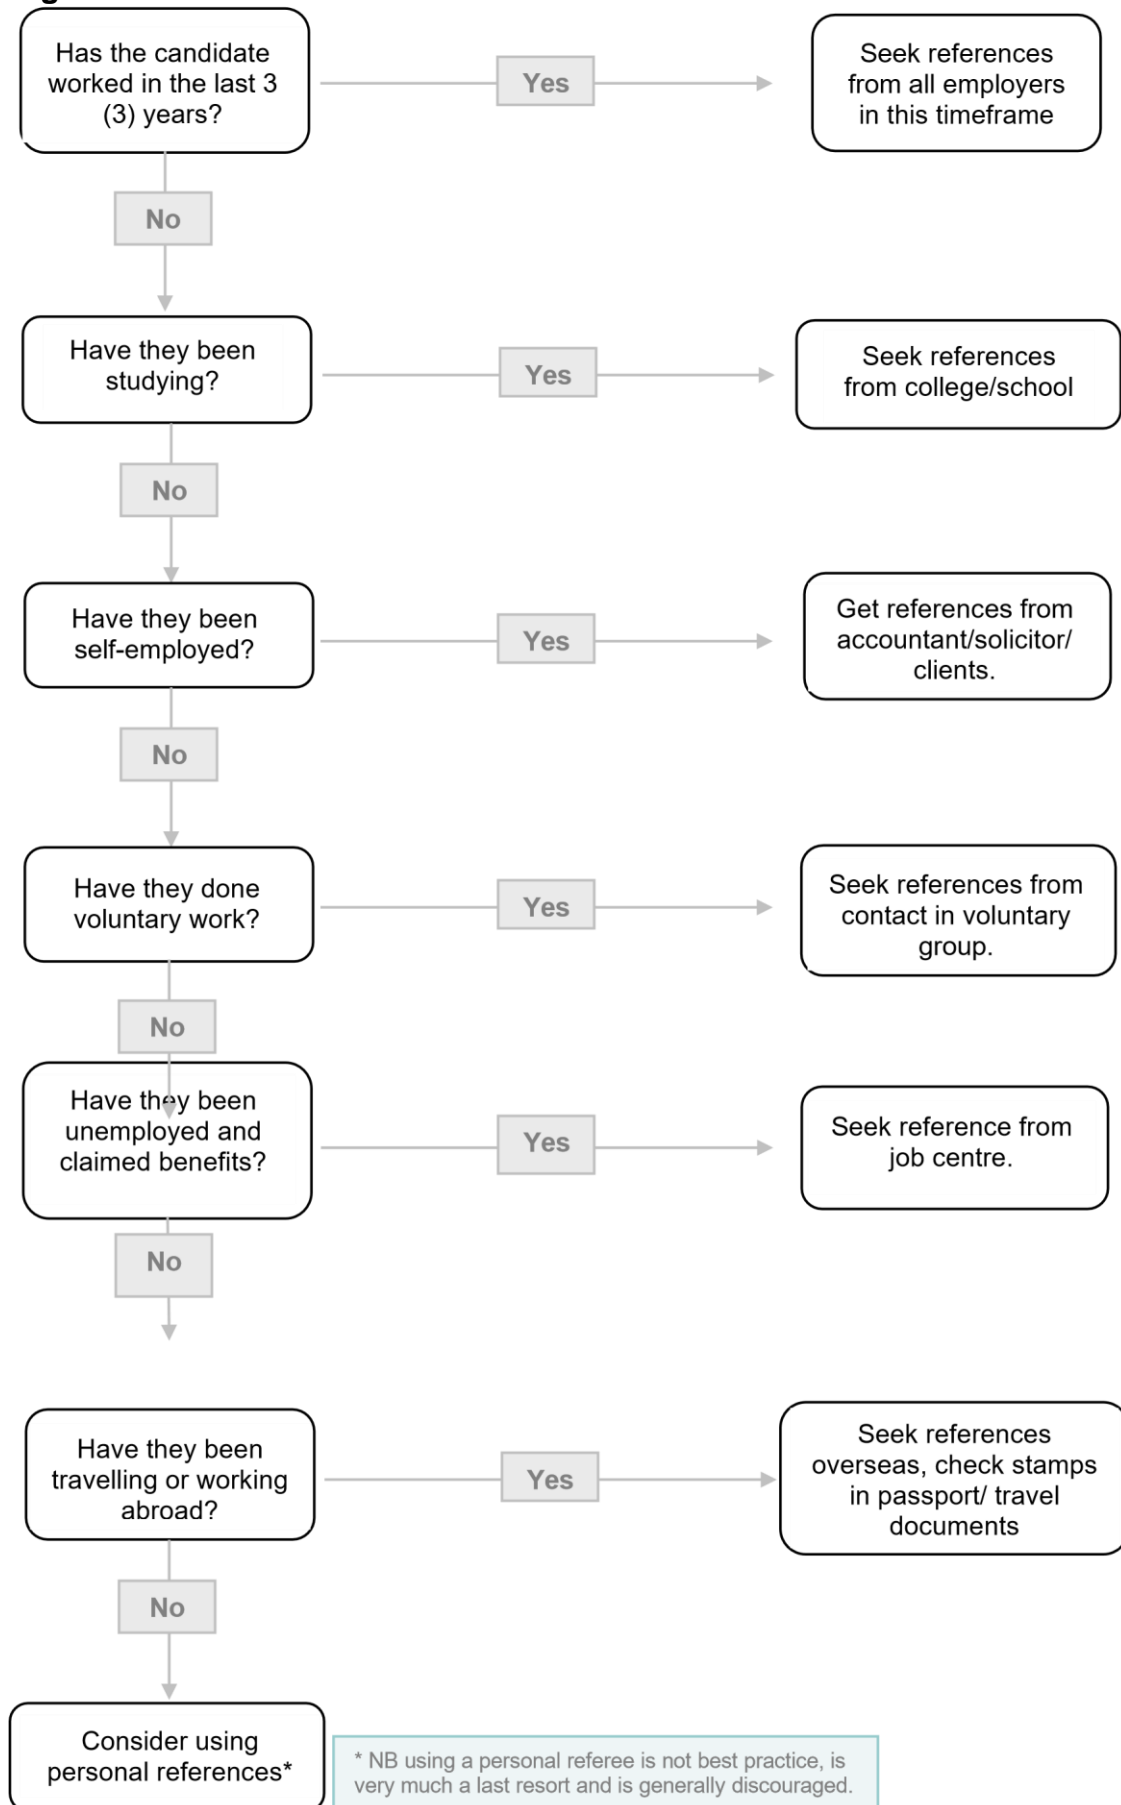 Has the candidate
worked in the last 3
(3) years?
Yes
Seek references
from all employers
in this timeframe
No
Have they been
studying?
Yes
Seek references
from college/school
No
Have they been
self-employed?
Yes
Get references from
accountant/solicitor/
clients.
No
Have they done
voluntary work?
Yes
Seek references from
contact in voluntary
group.
No
Have they been
unemployed and
claimed benefits?
Yes
Seek reference from
job centre.
No
Have they been
travelling or working
abroad?
Yes
Seek references
overseas, check stamps
in passport/ travel
documents
No
Consider using
personal references*
* NB using a personal referee is not best practice, is
very much a last resort and is generally discouraged.